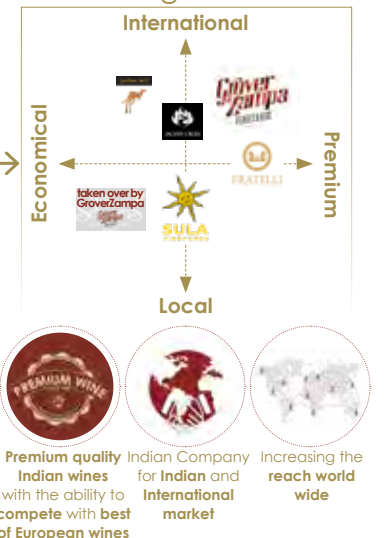 International
Grover
Zampa
VINEYARDS
Economical
Premium
FRATELLI
taken over by
GroverZampa
SULA
VINEYARDS
Local
PREMIUM WINE
Premium quality
Indian wines
with the ability to
compete with best
of European wines
Indian Company
for Indian and
International
market
Increasing the
reach world
wide